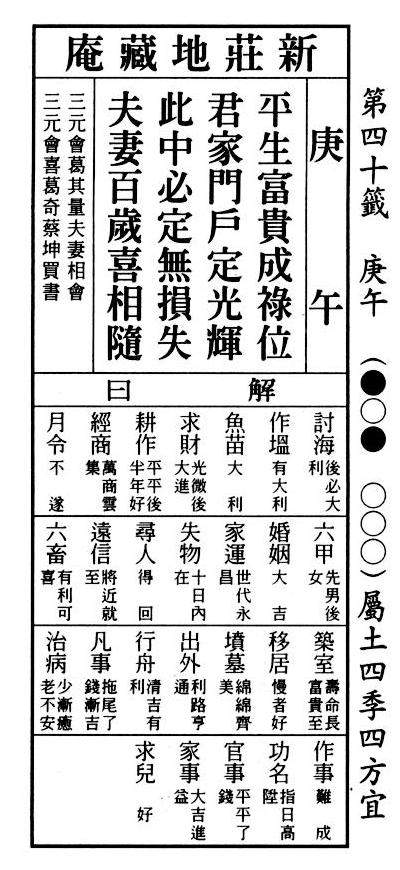 第四十籤 庚午 (●○● ○○○)屬土四季四方宜
新莊地藏庵
庚午
平生富貴成祿位
君家門戶定光輝
此中必定無損失
夫妻百歲喜相隨
三元會葛其量夫妻相會
三元會喜葛奇蔡坤買書
解曰
討海 後必大利
作塭 有大利
魚苗 大利
求財 光微後大進
耕作 平平後半年好
經商 萬商雲集
月令 不遂
六甲 先男後女
婚姻 大吉
家運 世代永昌
失物 十日內在
尋人 得回
遠信 將近就至
六畜 有利可喜
築室 壽命長富貴至
移居 慢者好
墳墓 綿綿齊美
出外 利路亨通
行舟 清吉有利
凡事 拖尾了錢漸吉
治病 少漸癒老不安
作事 難成
功名 指日高陞
官事 平平了錢
家事 大吉進益
求兒 好